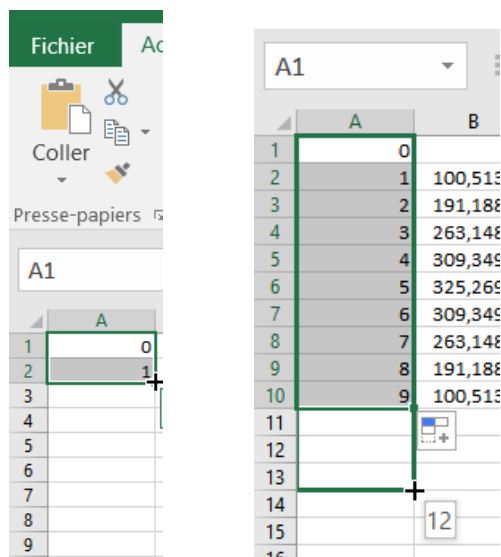 Fichier Ac
Coller
Presse-papiers
A1
A
1 0
2 1
3
4
5
6
7
8
9
A1
A B
1 0
2 1 100,513
3 2 191,188
4 3 263,148
5 4 309,349
6 5 325,269
7 6 309,349
8 7 263,148
9 8 191,188
10 9 100,513
11
12
13
14
12
15
16